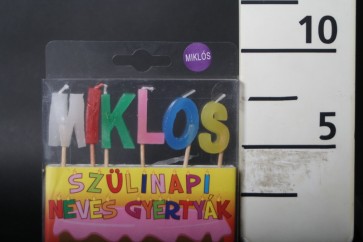 MIKLÓS
MIKLOS
SZÜLINAPI
NEVES GYERTYÁK
10
5